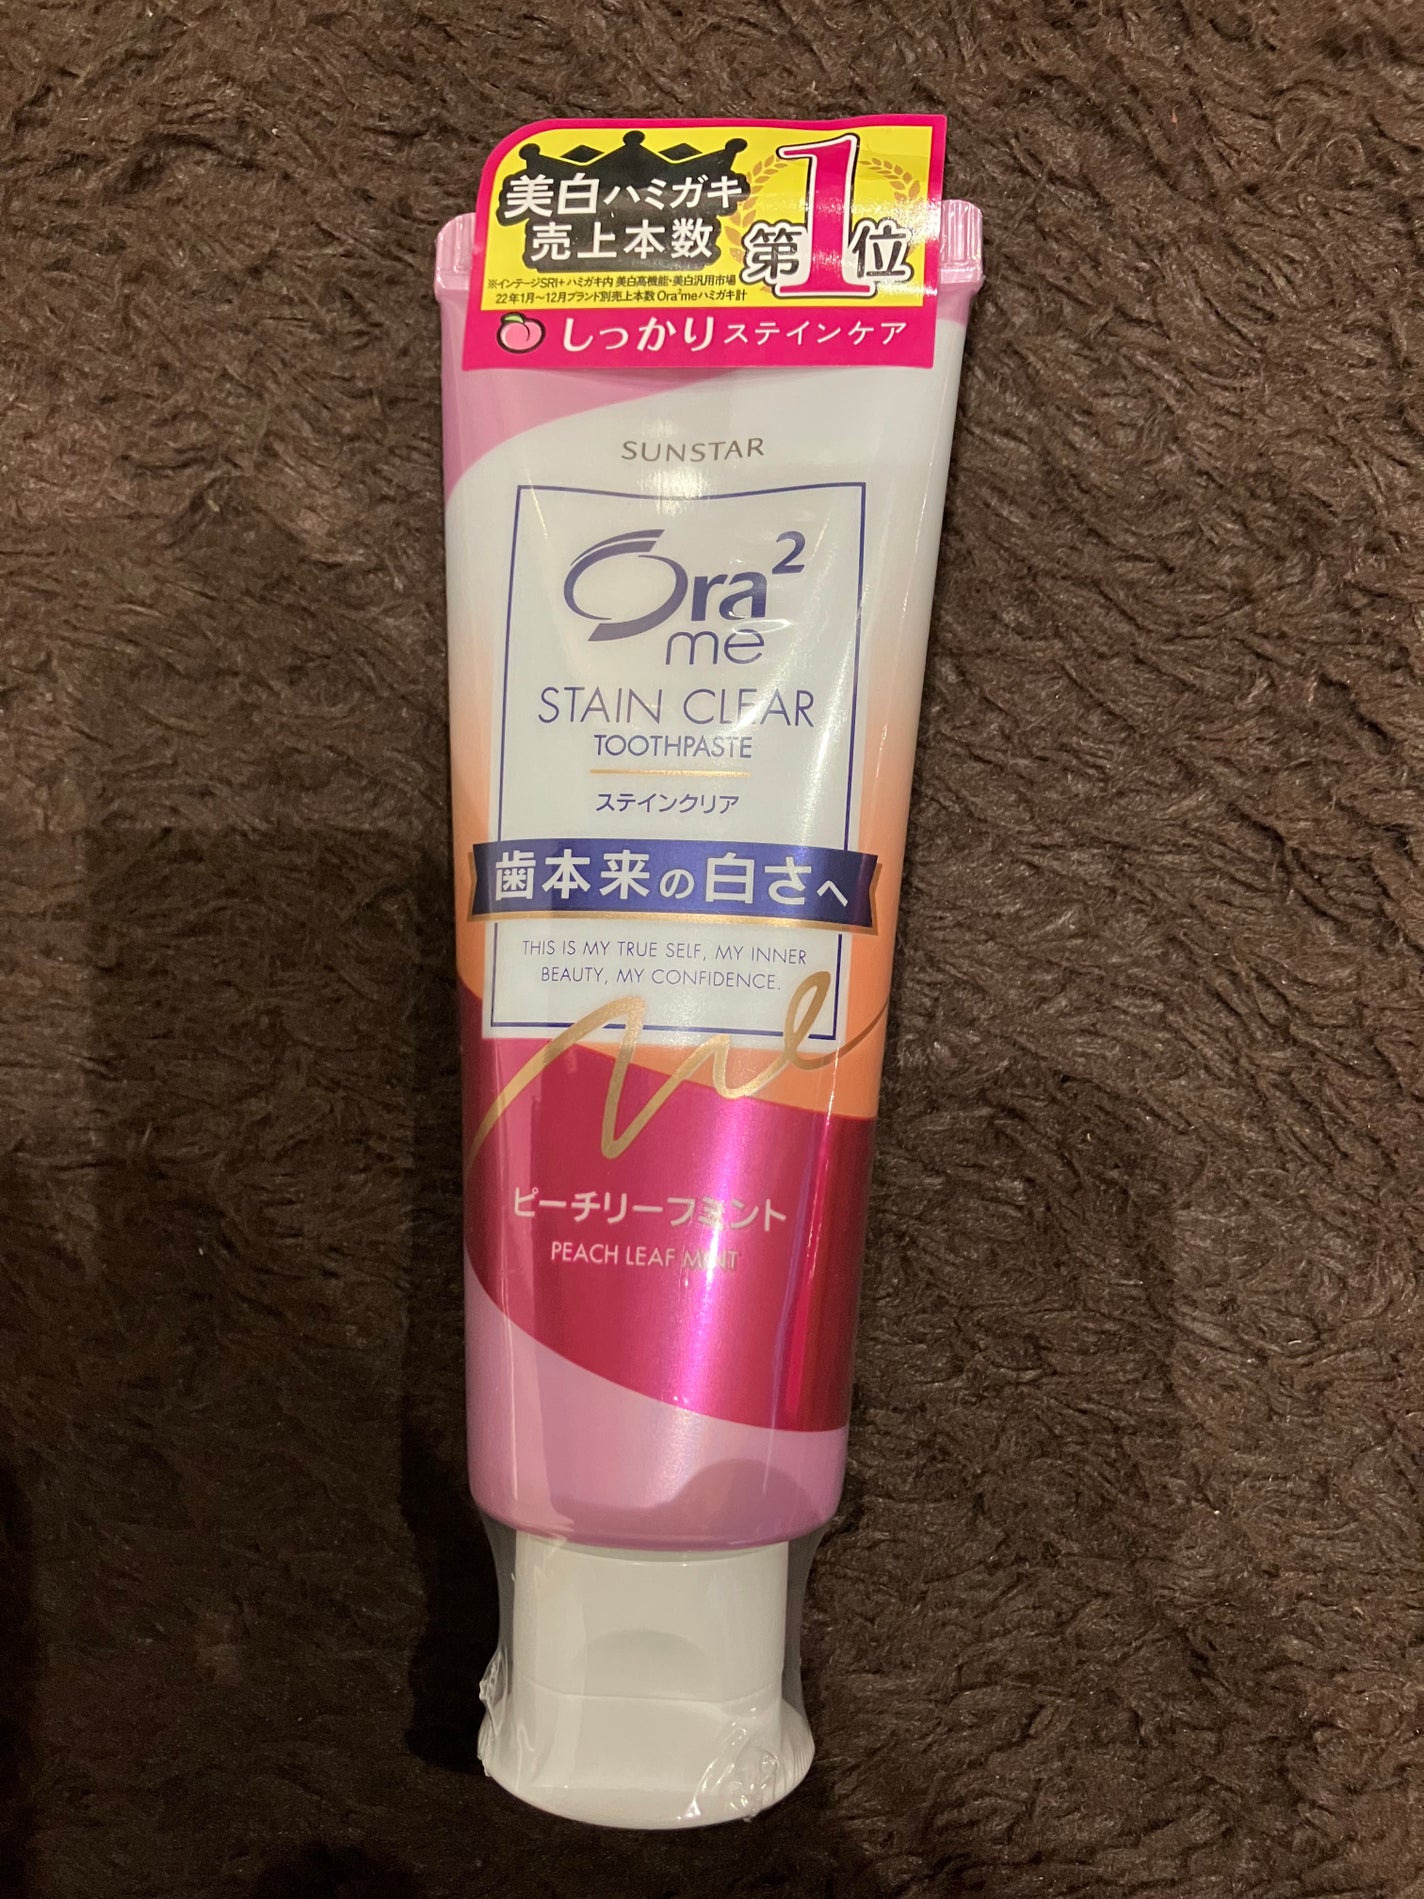 美白ハミガキ
売上本数
第1位
※インテージSRI+ ハミガキ内 美白高機能・美白汎用市場
22年1月〜12月ブランド別売上本数 Ora²meハミガキ計
しっかりステインケア
SUNSTAR
Ora²
me
STAIN CLEAR
TOOTHPASTE
ステインクリア
歯本来の白さへ
THIS IS MY TRUE SELF, MY INNER
BEAUTY, MY CONFIDENCE.
me
ピーチリーフミント
PEACH LEAF MINT